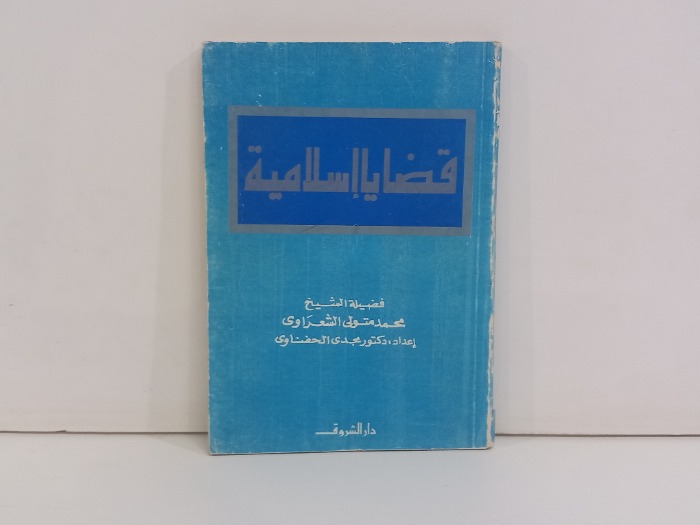 قضايا إسلامية
فضيلة الشيخ
محمد متولى الشعراوى
إعداد: دكتور مجدى الحفناوى
دار الشروق